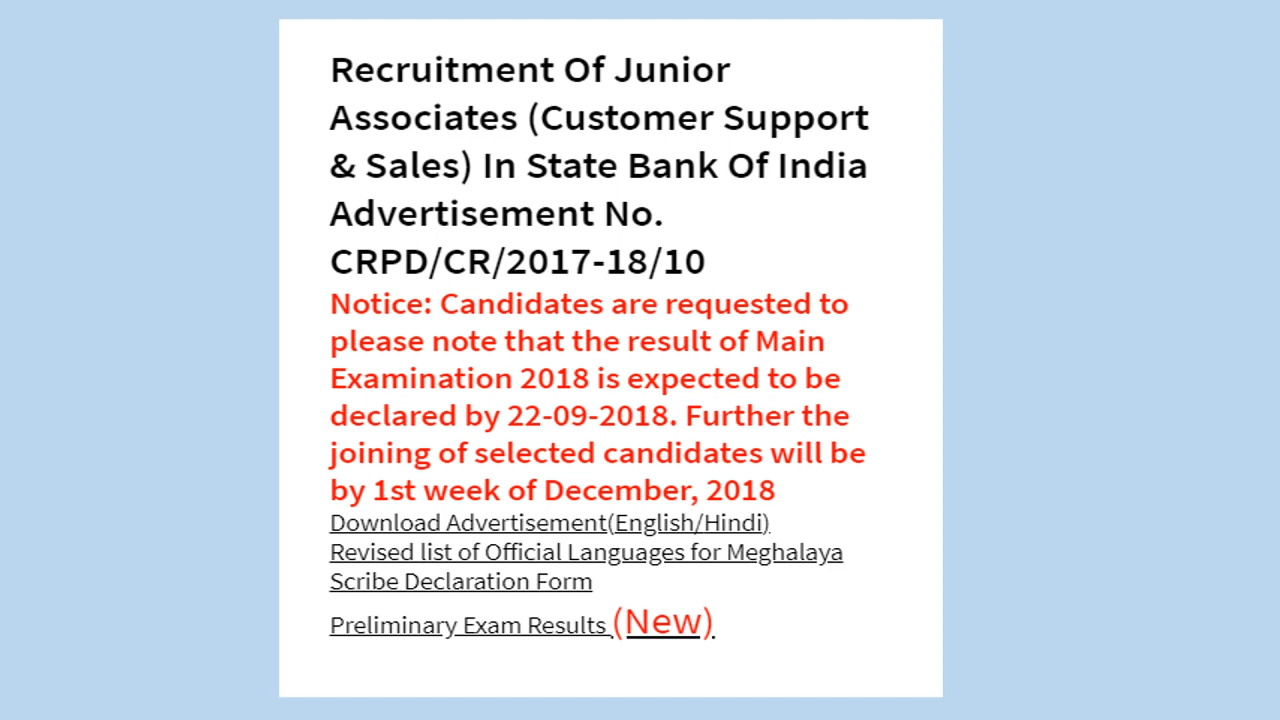 Recruitment Of Junior
Associates (Customer Support
& Sales) In State Bank Of India
Advertisement No.
CRPD/CR/2017-18/10
Notice: Candidates are requested to
please note that the result of Main
Examination 2018 is expected to be
declared by 22-09-2018. Further the
joining of selected candidates will be
by 1st week of December, 2018
Download Advertisement(English/Hindi)
Revised list of Official Languages for Meghalaya
Scribe Declaration Form
Preliminary Exam Results (New).